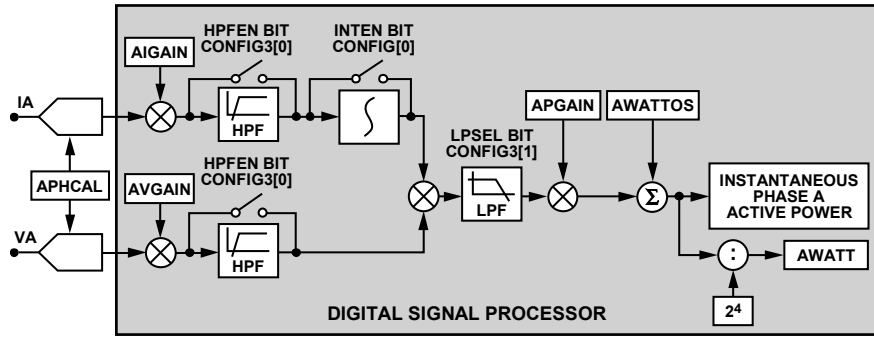 HPFEN BIT
CONFIG3[0]
INTEN BIT
CONFIG[0]
AIGAIN
IA
HPF
APGAIN
AWATTOS
LPSEL BIT
CONFIG3[1]
HPFEN BIT
CONFIG3[0]
APHCAL
AVGAIN
LPF
Σ
INSTANTANEOUS
PHASE A
ACTIVE POWER
VA
HPF
:
AWATT
2⁴
DIGITAL SIGNAL PROCESSOR